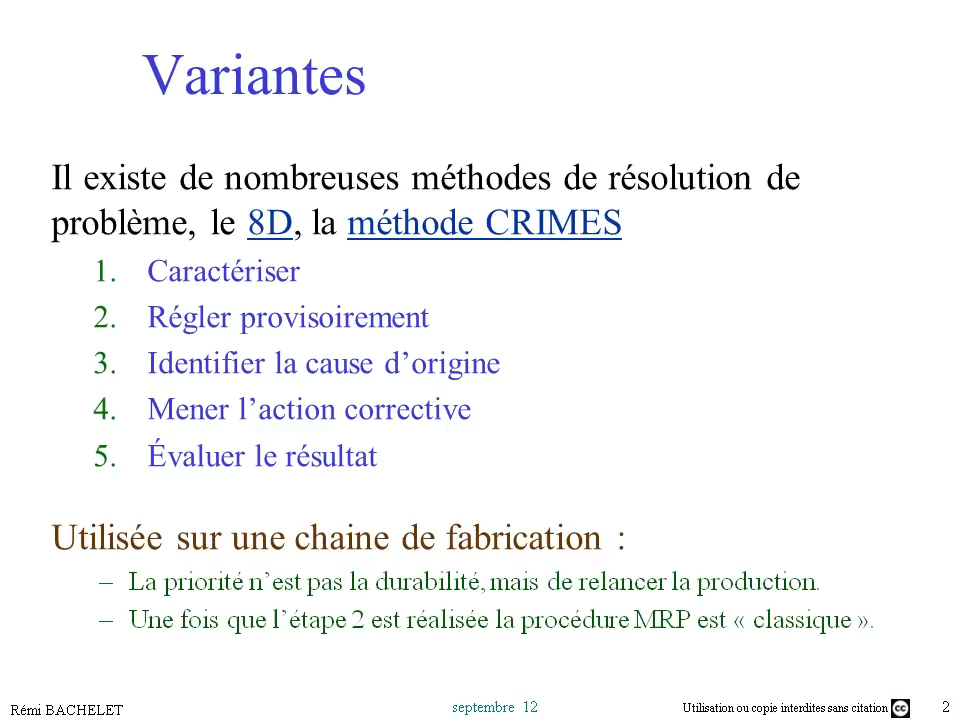 Variantes
Il existe de nombreuses méthodes de résolution de
problème, le 8D, la méthode CRIMES
1. Caractériser
2. Régler provisoirement
3. Identifier la cause d’origine
4. Mener l’action corrective
5. Évaluer le résultat
Utilisée sur une chaine de fabrication :
– La priorité n’est pas la durabilité, mais de relancer la production.
– Une fois que l’étape 2 est réalisée la procédure MRP est « classique ».
Rémi BACHELET septembre 12 Utilisation ou copie interdites sans citation cc 2